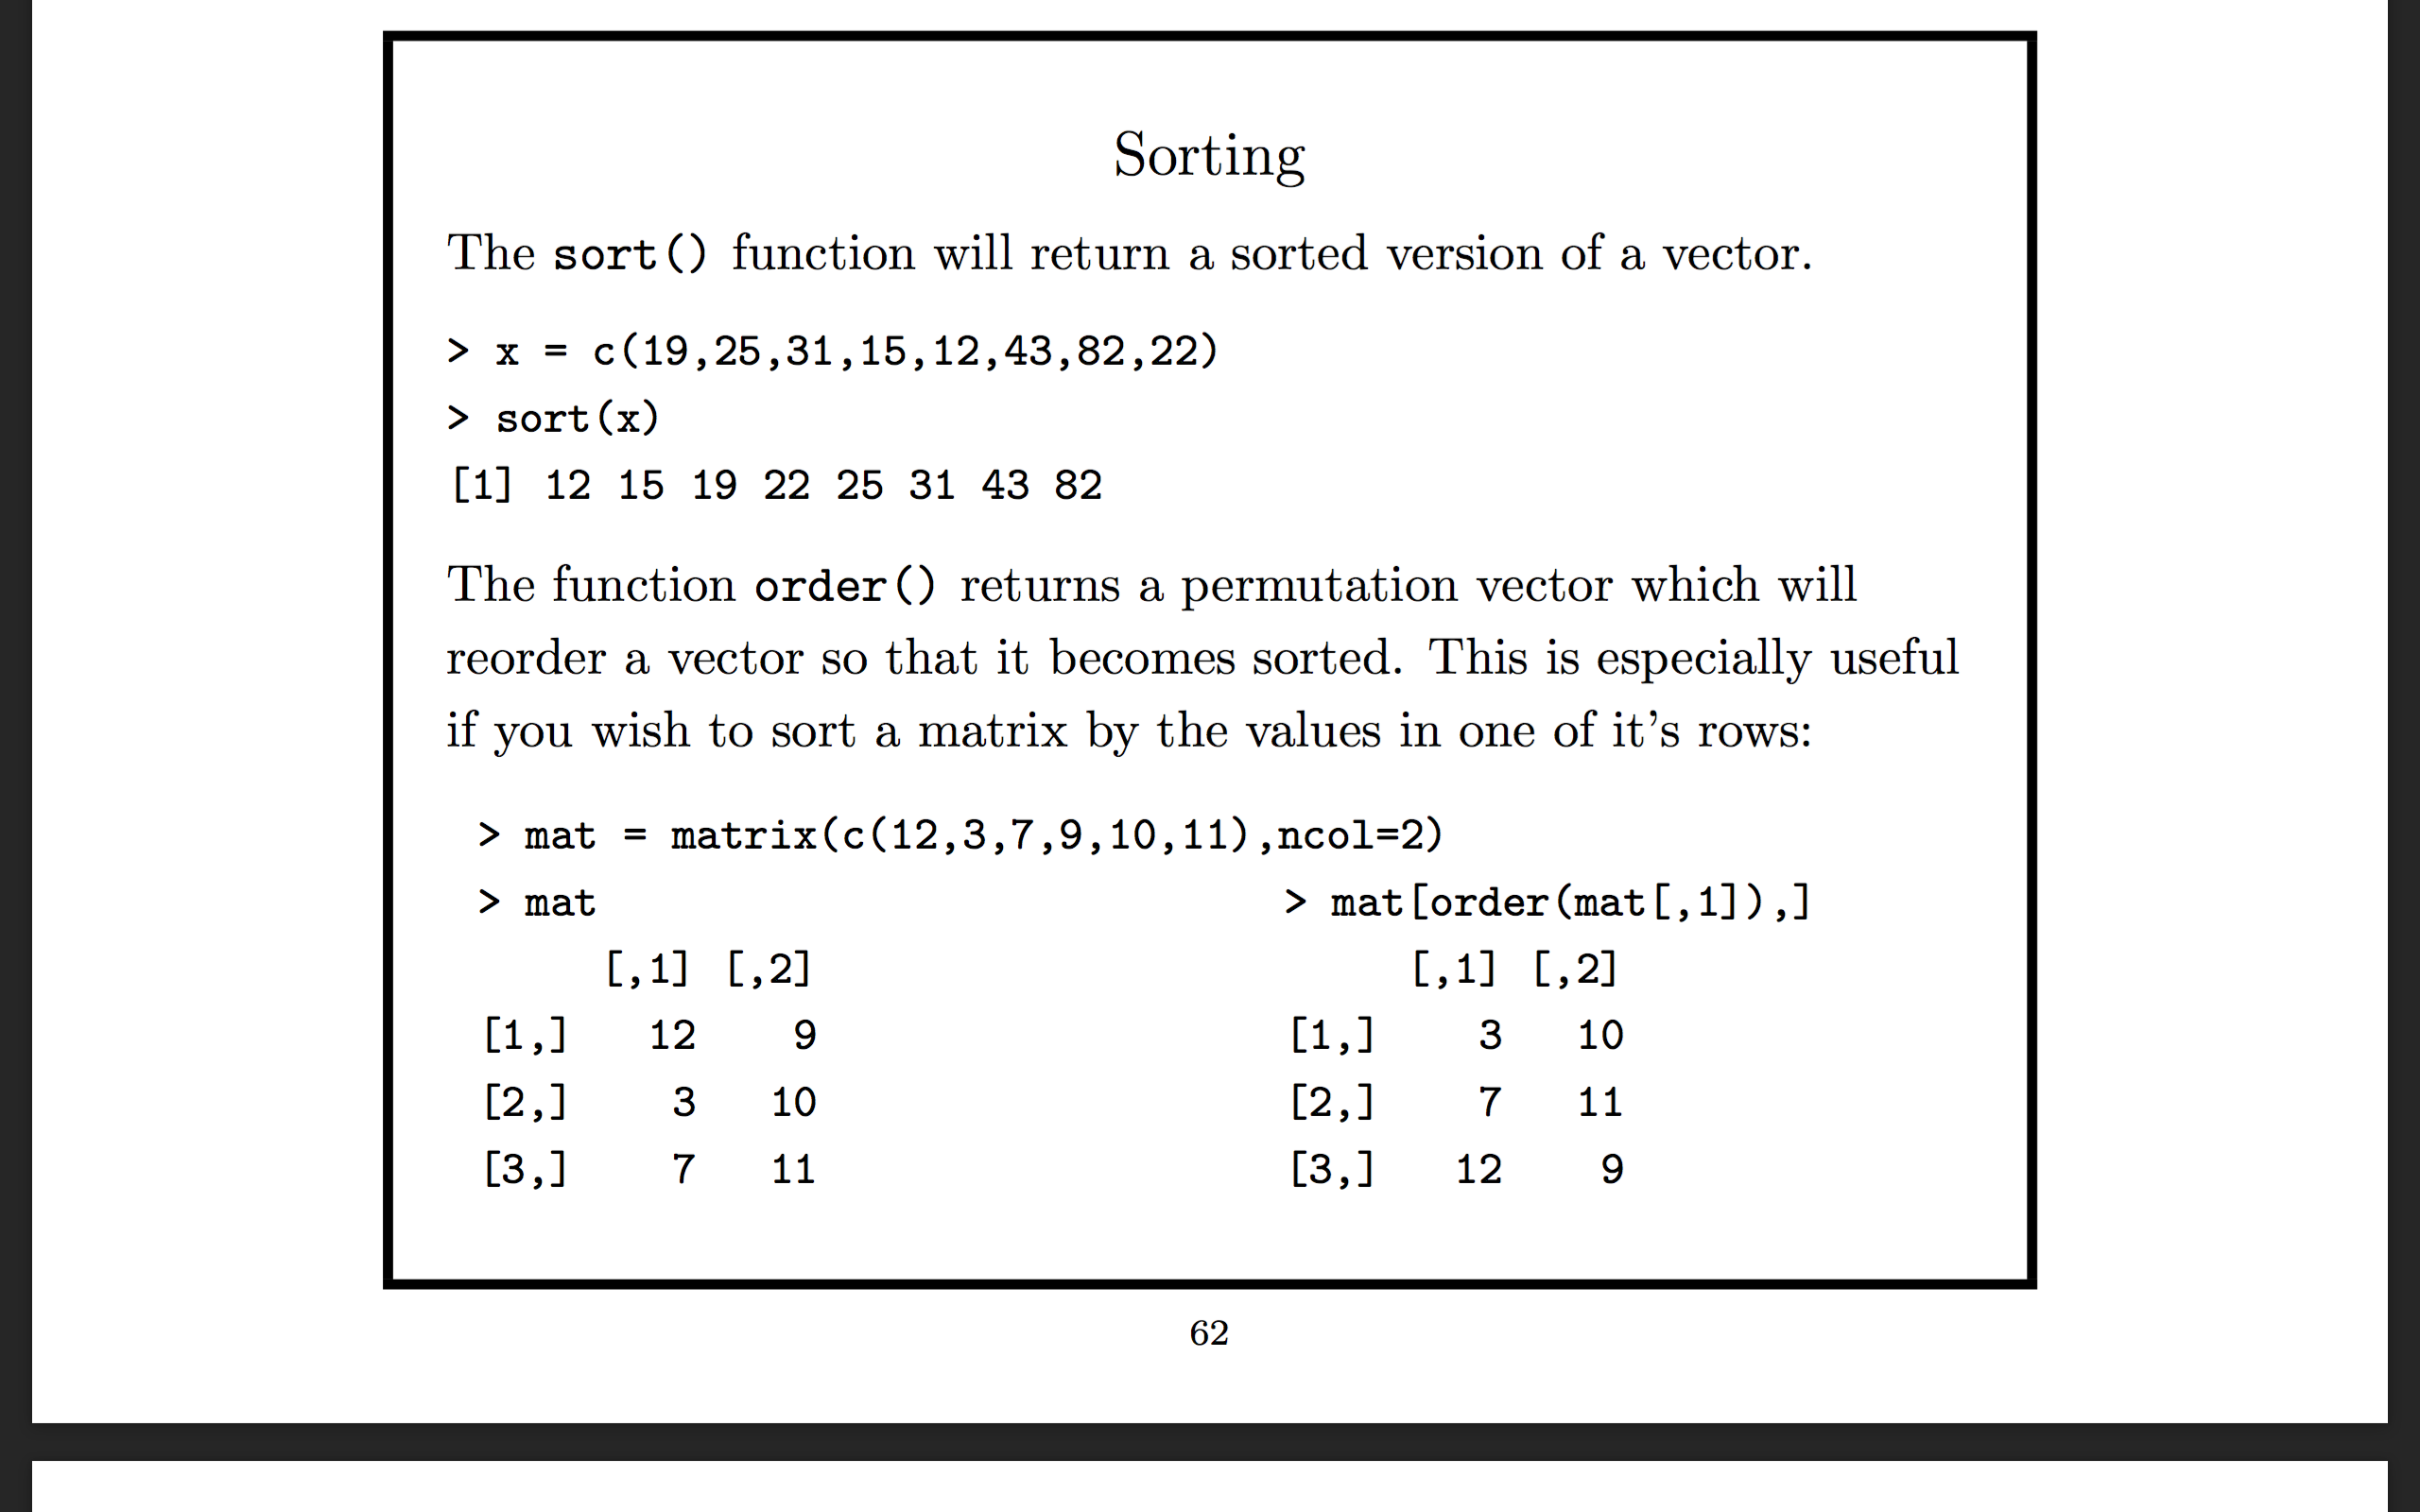 Sorting
The sort() function will return a sorted version of a vector.
> x = c(19,25,31,15,12,43,82,22)
> sort(x)
[1] 12 15 19 22 25 31 43 82
The function order() returns a permutation vector which will
reorder a vector so that it becomes sorted. This is especially useful
if you wish to sort a matrix by the values in one of it's rows:
> mat = matrix(c(12,3,7,9,10,11),ncol=2)
> mat
     [,1] [,2]
[1,]   12    9
[2,]    3   10
[3,]    7   11
> mat[order(mat[,1]),]
     [,1] [,2]
[1,]    3   10
[2,]    7   11
[3,]   12    9
62